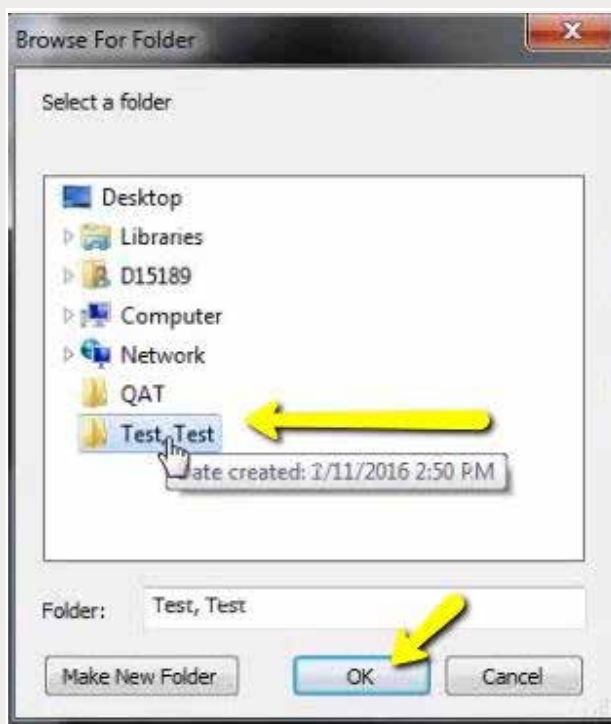 Browse For Folder
Select a folder
Desktop
Libraries
D15189
Computer
Network
QAT
Test, Test
Date created: 2/11/2016 2:50 PM
Folder: Test, Test
Make New Folder OK Cancel